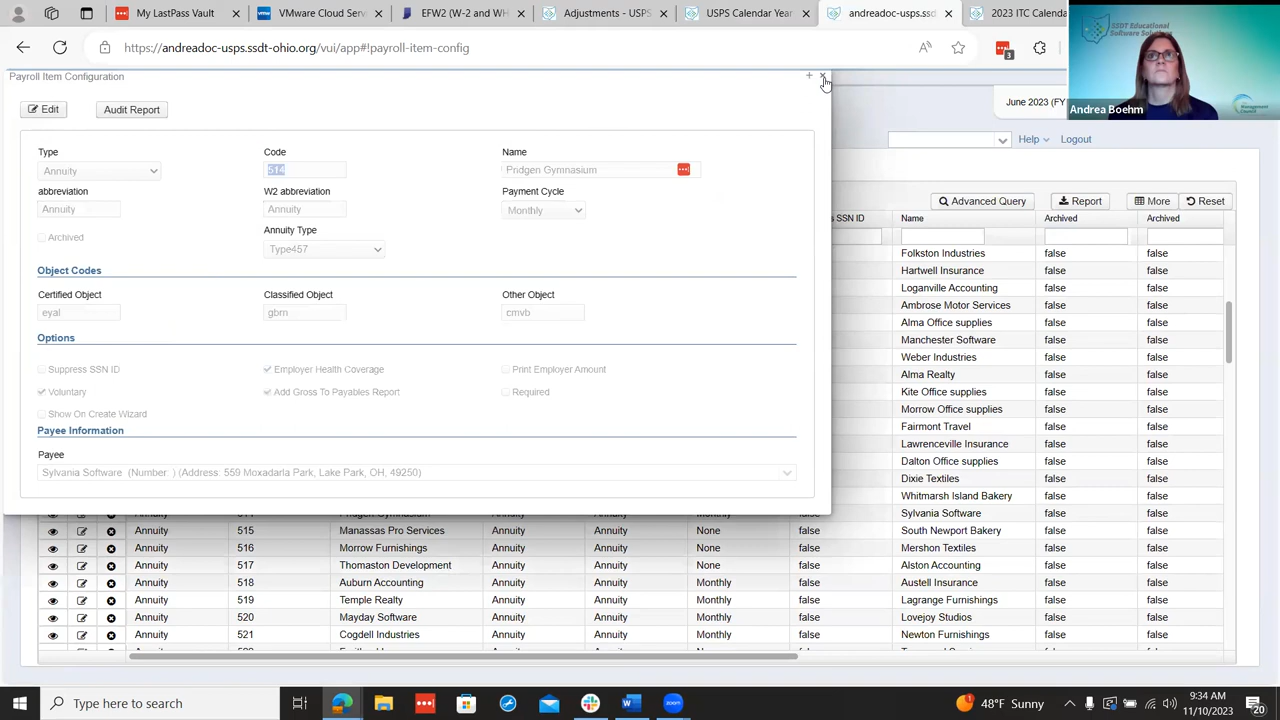 My LastPass Vault
VMware Cloud Serv
EFW2 (W-2 and WH
Adjustments - USPS
USPS Calendar Year
andreadoc-usps.ss
2023 ITC Calenda
https://andreadoc-usps.ssdt-ohio.org/vui/app#!payroll-item-config
3
SSDT Educational
Software Solutions
Management
Council
Andrea Boehm
Payroll Item Configuration
June 2023 (FY
Edit
Audit Report
Help
Logout
Type
Code
Name
Annuity
514
Pridgen Gymnasium
abbreviation
W2 abbreviation
Payment Cycle
Annuity
Annuity
Monthly
Archived
Annuity Type
Type457
Object Codes
Certified Object
Classified Object
Other Object
eyal
gbrn
cmvb
Options
Suppress SSN ID
Employer Health Coverage
Print Employer Amount
Voluntary
Add Gross To Payables Report
Required
Show On Create Wizard
Payee Information
Payee
Sylvania Software (Number ) (Address: 559 Moxadarla Park, Lake Park, OH, 49250)
Advanced Query
Report
More
Reset
SSN ID
Name
Archived
Archived
Folkston Industries false false
Hartwell Insurance false false
Loganville Accounting false false
Ambrose Motor Services false false
Alma Office supplies false false
Manchester Software false false
Weber Industries false false
Alma Realty false false
Kite Office supplies false false
Morrow Office supplies false false
Fairmont Travel false false
Lawrenceville Insurance false false
Dalton Office supplies false false
Dixie Textiles false false
Whitmarsh Island Bakery false false
Sylvania Software false false
515 Manassas Pro Services Annuity Annuity None false South Newport Bakery false false
Annuity 516 Morrow Furnishings Annuity Annuity None false Mershon Textiles false false
Annuity 517 Thomaston Development Annuity Annuity None false Alston Accounting false false
Annuity 518 Auburn Accounting Annuity Annuity Monthly false Austell Insurance false false
Annuity 519 Temple Realty Annuity Annuity Monthly false Lagrange Furnishings false false
Annuity 520 Mayday Software Annuity Annuity Monthly false Lovejoy Studios false false
Annuity 521 Cogdell Industries Annuity Annuity Monthly false Newton Furnishings false false
Type here to search
48°F Sunny
9:34 AM
11/10/2023
20